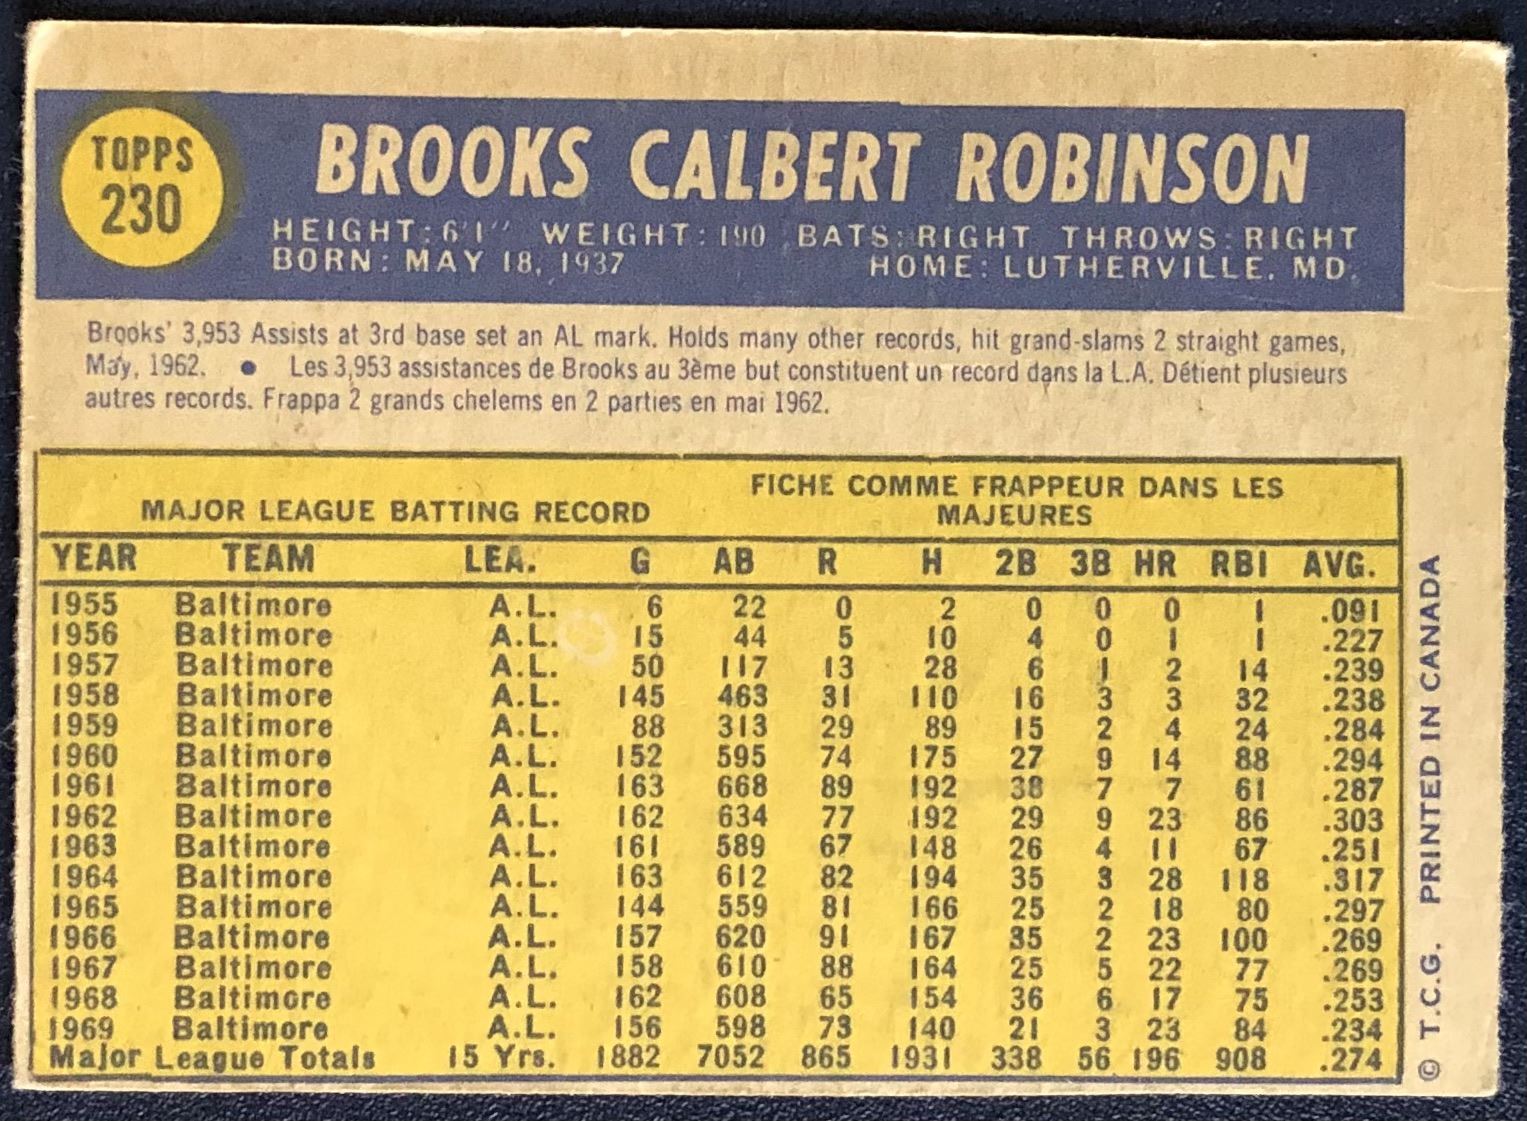 TOPPS
230
BROOKS CALBERT ROBINSON
HEIGHT: 6'1" WEIGHT: 190 BATS: RIGHT THROWS: RIGHT
BORN: MAY 18, 1937 HOME: LUTHERVILLE, MD.
Brooks' 3,953 Assists at 3rd base set an AL mark. Holds many other records, hit grand-slams 2 straight games,
May, 1962. ● Les 3,953 assistances de Brooks au 3ème but constituent un record dans la L.A. Détient plusieurs
autres records. Frappa 2 grands chelems en 2 parties en mai 1962.
MAJOR LEAGUE BATTING RECORD
FICHE COMME FRAPPEUR DANS LES
MAJEURES
YEAR TEAM LEA. G AB R H 2B 3B HR RBI AVG.
1955 Baltimore A.L. 6 22 0 2 0 0 0 1 .091
1956 Baltimore A.L. 15 44 5 10 4 0 1 1 .227
1957 Baltimore A.L. 50 117 13 28 6 1 2 14 .239
1958 Baltimore A.L. 145 463 31 110 16 3 3 32 .238
1959 Baltimore A.L. 88 313 29 89 15 2 4 24 .284
1960 Baltimore A.L. 152 595 74 175 27 9 14 88 .294
1961 Baltimore A.L. 163 668 89 192 38 7 7 61 .287
1962 Baltimore A.L. 162 634 77 192 29 9 23 86 .303
1963 Baltimore A.L. 161 589 67 148 26 4 11 67 .251
1964 Baltimore A.L. 163 612 82 194 35 3 28 118 .317
1965 Baltimore A.L. 144 559 81 166 25 2 18 80 .297
1966 Baltimore A.L. 157 620 91 167 35 2 23 100 .269
1967 Baltimore A.L. 158 610 88 164 25 5 22 77 .269
1968 Baltimore A.L. 162 608 65 154 36 6 17 75 .253
1969 Baltimore A.L. 156 598 73 140 21 3 23 84 .234
Major League Totals 15 Yrs. 1882 7052 865 1931 338 56 196 908 .274
© T.C.G. PRINTED IN CANADA